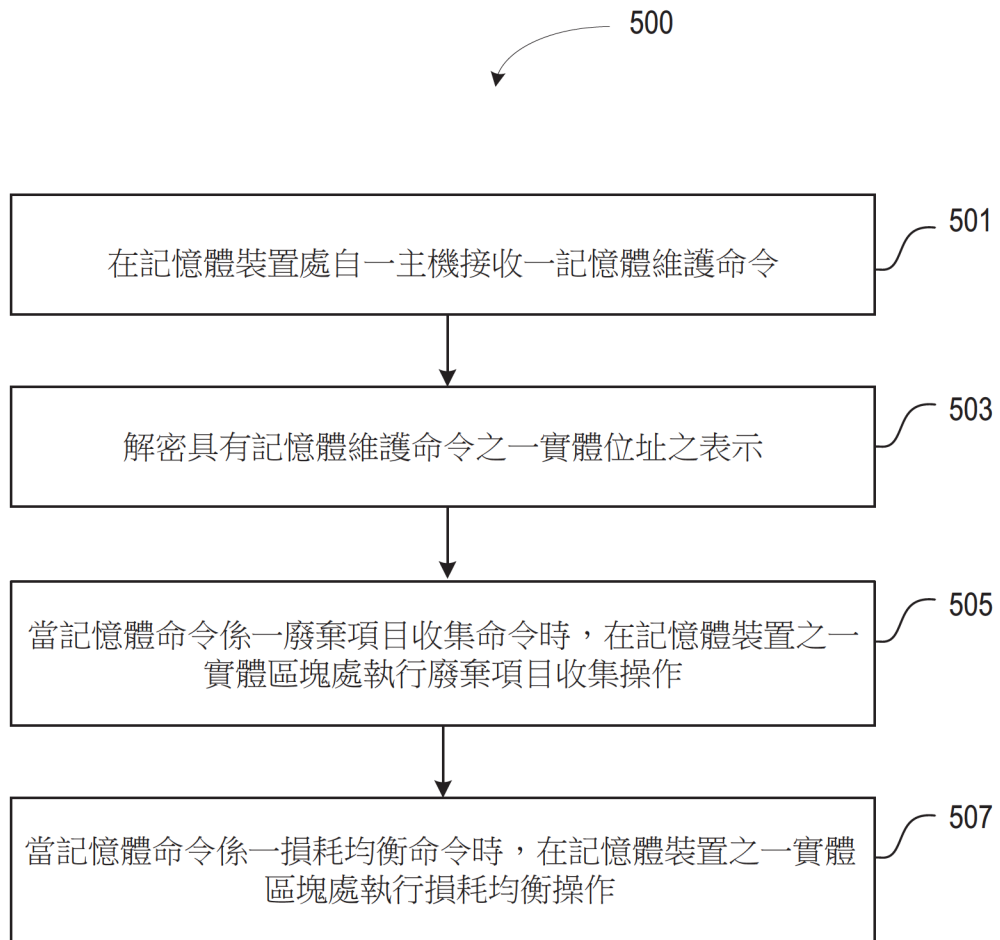 500
在記憶體裝置處自一主機接收一記憶體維護命令
501
解密具有記憶體維護命令之一實體位址之表示
503
當記憶體命令係一廢棄項目收集命令時，在記憶體裝置之一
實體區塊處執行廢棄項目收集操作
505
當記憶體命令係一損耗均衡命令時，在記憶體裝置之一實體
區塊處執行損耗均衡操作
507